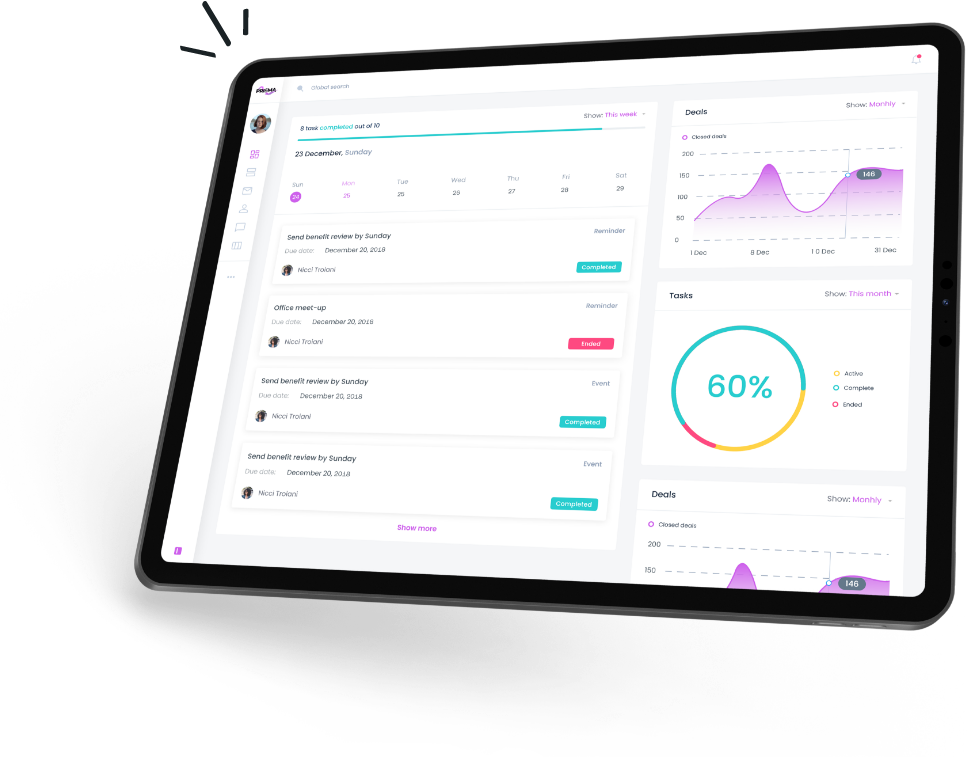 PRISMA
Global search
8 task completed out of 10
Show: This week
23 December, Sunday
Sun Mon Tue Wed Thu Fri Sat
24 25 25 26 27 28 29
Send benefit review by Sunday
Reminder
Due date: December 20, 2018
Nicci Troiani
Completed
Office meet-up
Reminder
Due date: December 20, 2018
Nicci Troiani
Ended
Send benefit review by Sunday
Event
Due date: December 20, 2018
Nicci Troiani
Completed
Send benefit review by Sunday
Event
Due date: December 20, 2018
Nicci Troiani
Completed
Show more
Deals
Show: Monhly
Closed deals
200
150
146
100
50
0
1 Dec 8 Dec 1 0 Dec 31 Dec
Tasks
Show: This month
60%
Active
Complete
Ended
Deals
Show: Monhly
Closed deals
200
150
146